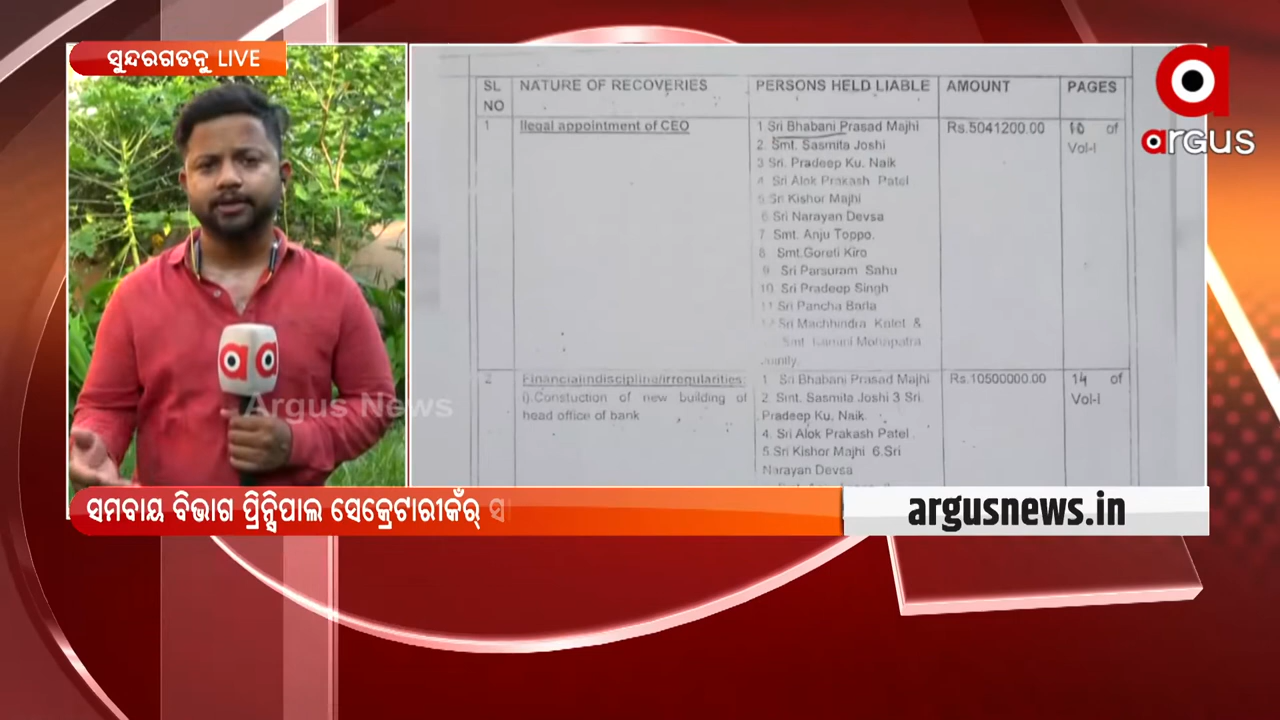 ସୁନ୍ଦରଗଡନୁ LIVE
argus
SL NO NATURE OF RECOVERIES PERSONS HELD LIABLE AMOUNT PAGES
1 Ilegal appointment of CEO 1 Sri Bhabani Prasad Majhi Rs.5041200.00 10 of Vol-I
2. Smt. Sasmita Joshi
3 Sri. Pradeep Ku. Naik
4 Sri Alok Prakash Patel
5 Sri Kishor Majhi
6 Sri Narayan Devsa
7 Smt. Anju Toppo.
8 Smt.Goreti Kiro
9 Sri Parsuram Sahu
10. Sri Pradeep Singh
11 Sri Pancha Barla
12 Sri Machhindra Kalet &
Smt. Mohapatra
2 Financialindisciplina/irregularities: 1 Sri Bhabani Prasad Majhi Rs.10500000.00 14 of Vol-I
i).Constuction of new building of 2 Smt. Sasmila Joshi 3 Sri.
head office of bank Pradeep Ku. Naik
4. Sri Alok Prakash Patel
5.Sri Kishor Majhi 6.Sri
Narayan Devsa
Argus News
ସମବାୟ ବିଭାଗ ପ୍ରିନ୍ସିପାଲ ସେକ୍ରେଟାରୀଙ୍କର୍
argusnews.in